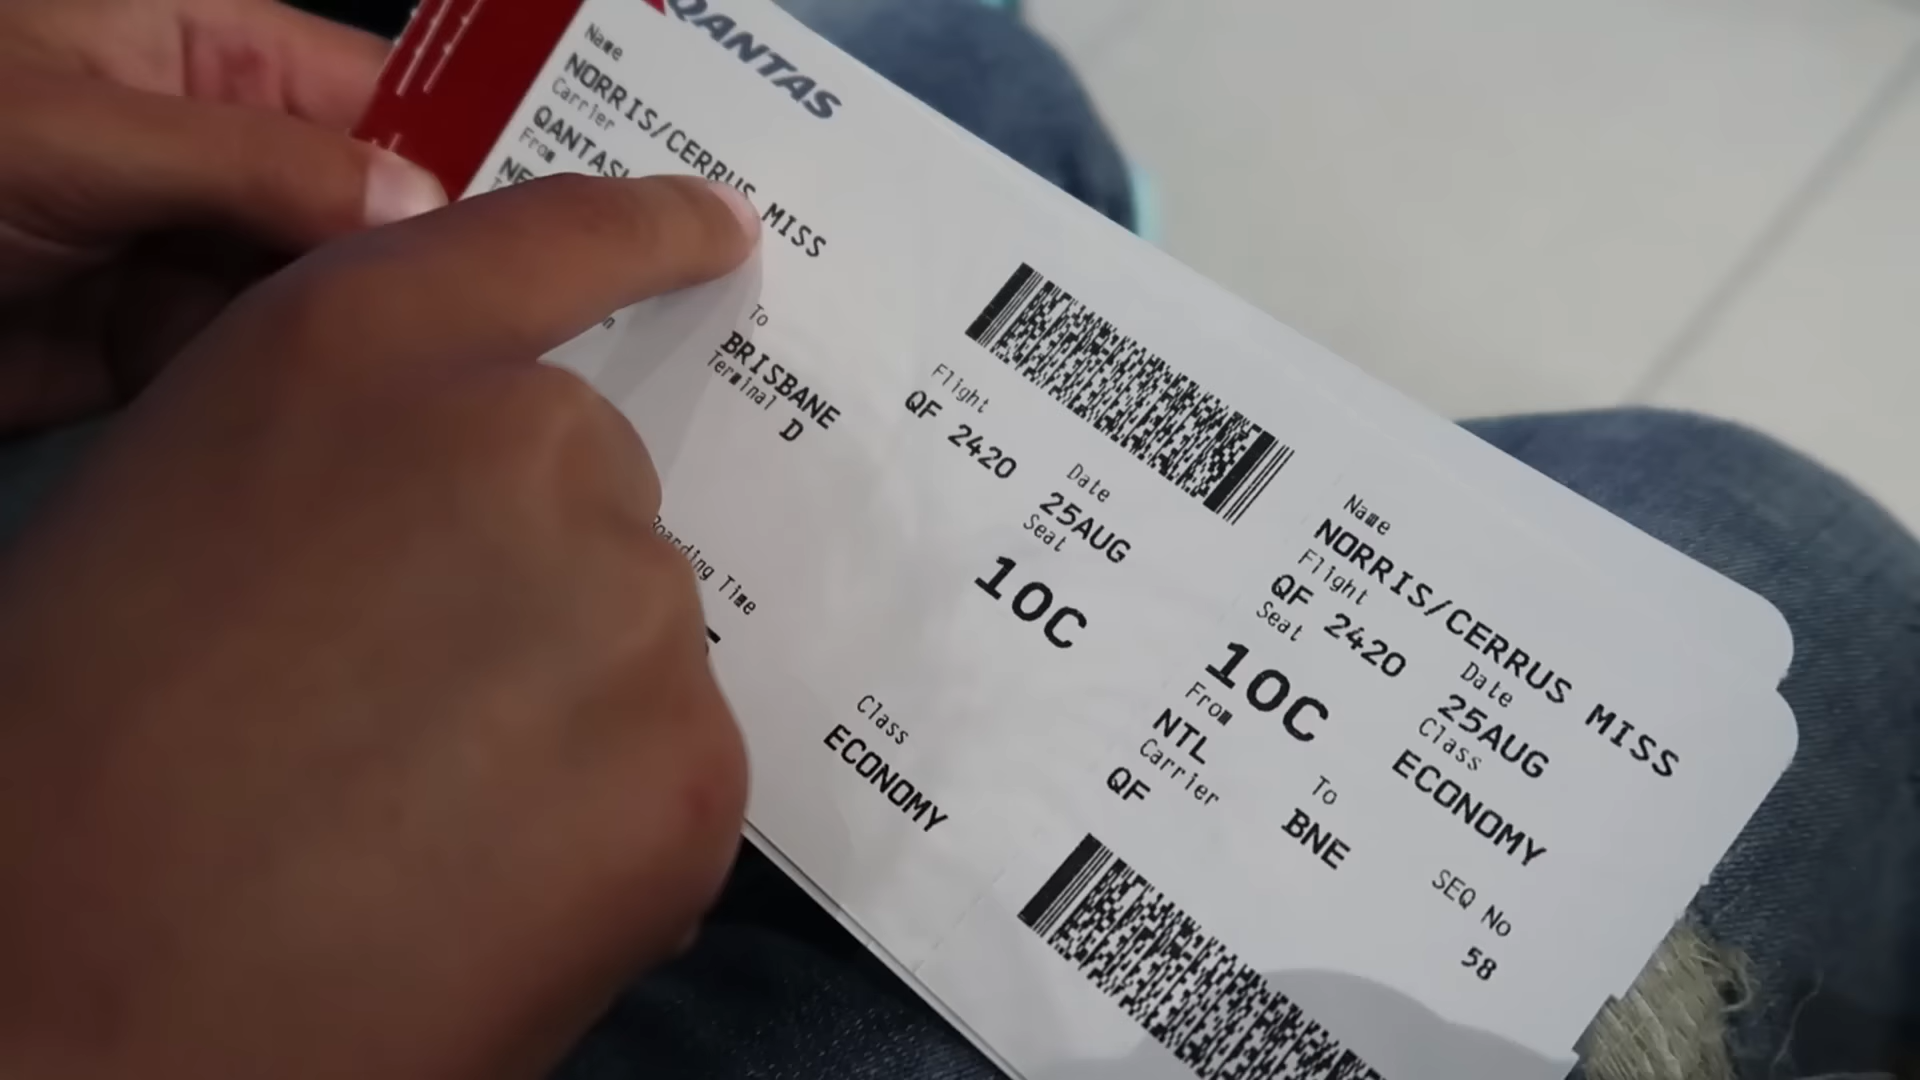 QANTAS
Name
NORRIS/CERRUS MISS
Carrier
From
To
BRISBANE
Terminal D
Flight
QF 2420
Date
25AUG
Seat
10C
Boarding Time
Class
ECONOMY
Name
NORRIS/CERRUS MISS
Flight
QF 2420
Date
25AUG
Seat
10C
Class
ECONOMY
From
NTL
To
BNE
Carrier
QF
SEQ No
58